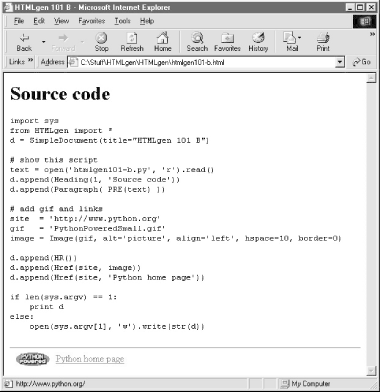 HTMLgen 101 B - Microsoft Internet Explorer
File Edit View Favorites Tools Help
Back Forward Stop Refresh Home Search Favorites History Mail Print
Links » Address C:\Stuff\HTMLgen\HTMLgen\htmlgen101-b.html Go
Source code
import sys
from HTMLgen import *
d = SimpleDocument(title="HTMLgen 101 B")
# show this script
text = open('htmlgen101-b.py', 'r').read()
d.append(Heading(1, 'Source code'))
d.append(Paragraph( PRE(text) ))
# add gif and links
site = 'http://www.python.org'
gif = 'PythonPoweredSmall.gif'
image = Image(gif, alt='picture', align='left', hspace=10, border=0)
d.append(HR())
d.append(Href(site, image))
d.append(Href(site, 'Python home page'))
if len(sys.argv) == 1:
print d
else:
open(sys.argv[1], 'w').write(str(d))
PYTHON POWERED Python home page
http://www.python.org/ My Computer